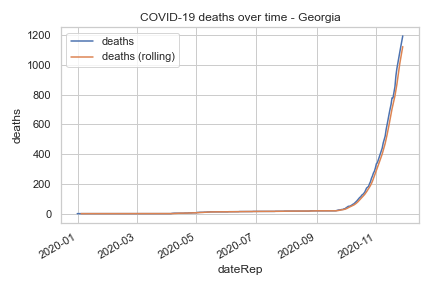 COVID-19 deaths over time - Georgia
deaths
deaths (rolling)
1200
1000
800
600
400
200
0
deaths
2020-01
2020-03
2020-05
2020-07
2020-09
2020-11
dateRep